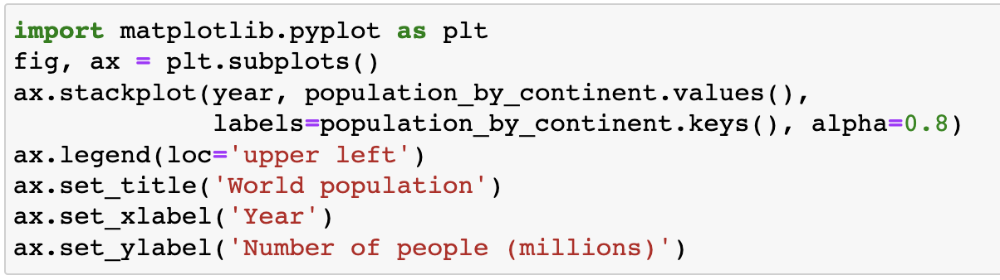 import matplotlib.pyplot as plt
fig, ax = plt.subplots()
ax.stackplot(year, population_by_continent.values(),
             labels=population_by_continent.keys(), alpha=0.8)
ax.legend(loc='upper left')
ax.set_title('World population')
ax.set_xlabel('Year')
ax.set_ylabel('Number of people (millions)')